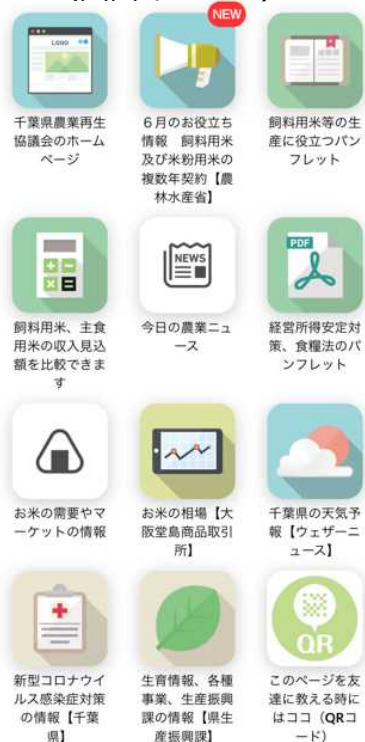 NEW
LOGO
千葉県農業再生
協議会のホーム
ページ
６月のお役立ち
情報　飼料用米
及び米粉用米の
複数年契約【農
林水産省】
飼料用米等の生
産に役立つパン
フレット
飼料用米、主食
用米の収入見込
額を比較できま
す
NEWS
今日の農業ニュ
ース
PDF
経営所得安定対
策、食糧法のパ
ンフレット
お米の需要やマ
ーケットの情報
お米の相場【大
阪堂島商品取引
所】
千葉県の天気予
報【ウェザーニ
ュース】
新型コロナウイ
ルス感染症対策
の情報【千葉
県】
生育情報、各種
事業、生産振興
課の情報【県生
産振興課】
QR
このページを友
達に教える時に
はココ（QRコ
ード）